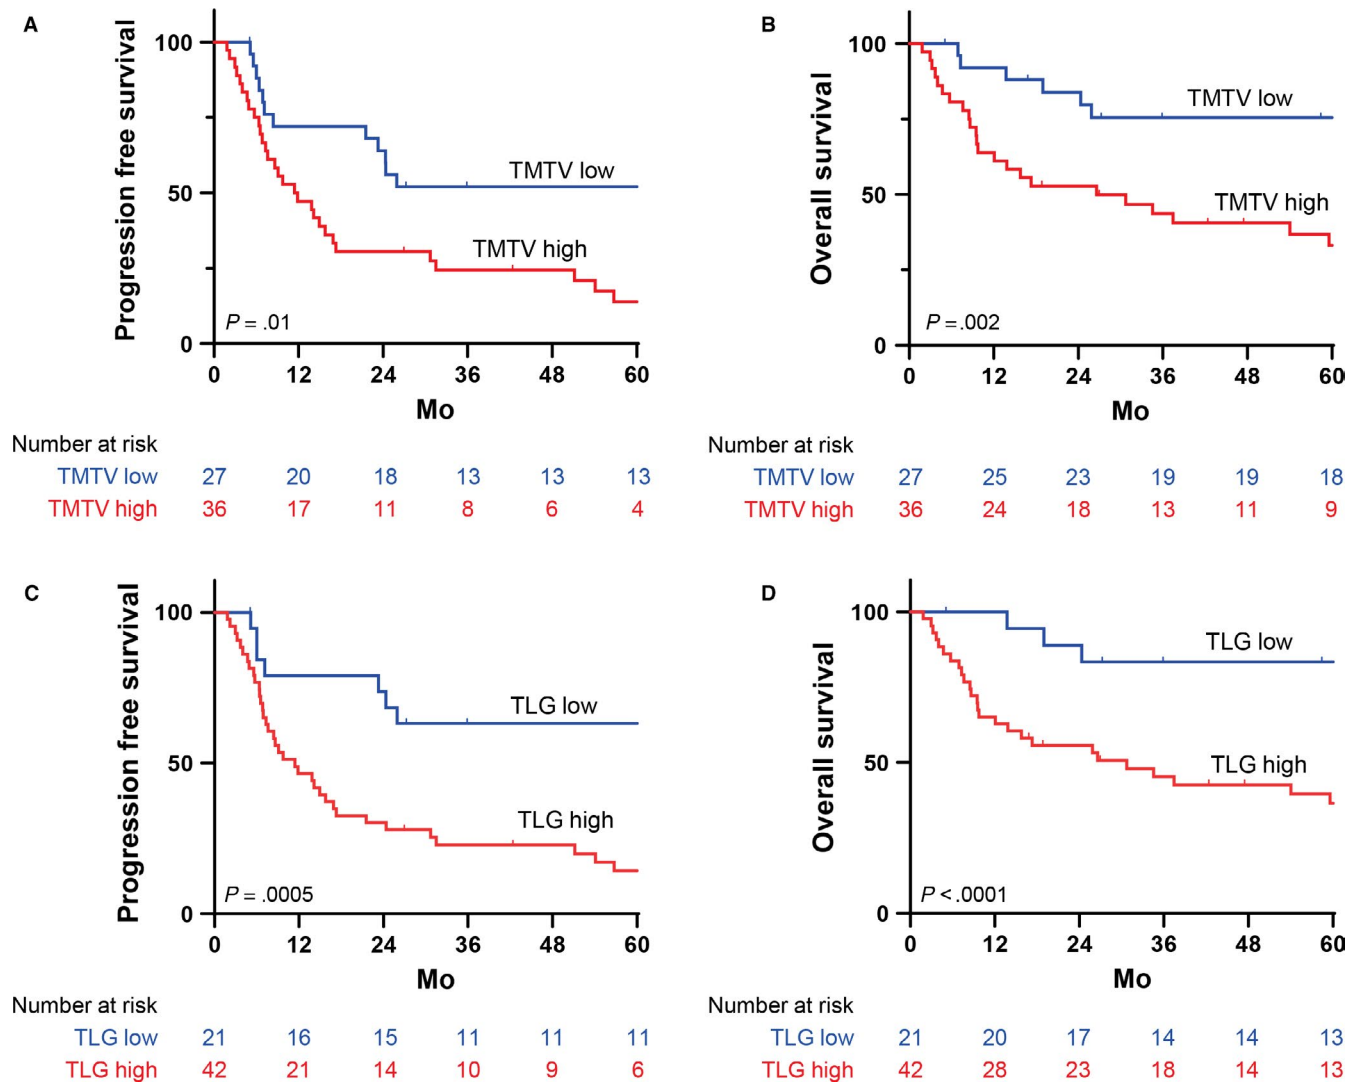 A
Progression free survival
100
50
0
TMTV low
TMTV high
P = .01
0 12 24 36 48 60
Mo
Number at risk
TMTV low 27 20 18 13 13 13
TMTV high 36 17 11 8 6 4
B
Overall survival
100
50
0
TMTV low
TMTV high
P = .002
0 12 24 36 48 60
Mo
Number at risk
TMTV low 27 25 23 19 19 18
TMTV high 36 24 18 13 11 9
C
Progression free survival
100
50
0
TLG low
TLG high
P = .0005
0 12 24 36 48 60
Mo
Number at risk
TLG low 21 16 15 11 11 11
TLG high 42 21 14 10 9 6
D
Overall survival
100
50
0
TLG low
TLG high
P < .0001
0 12 24 36 48 60
Mo
Number at risk
TLG low 21 20 17 14 14 13
TLG high 42 28 23 18 14 13